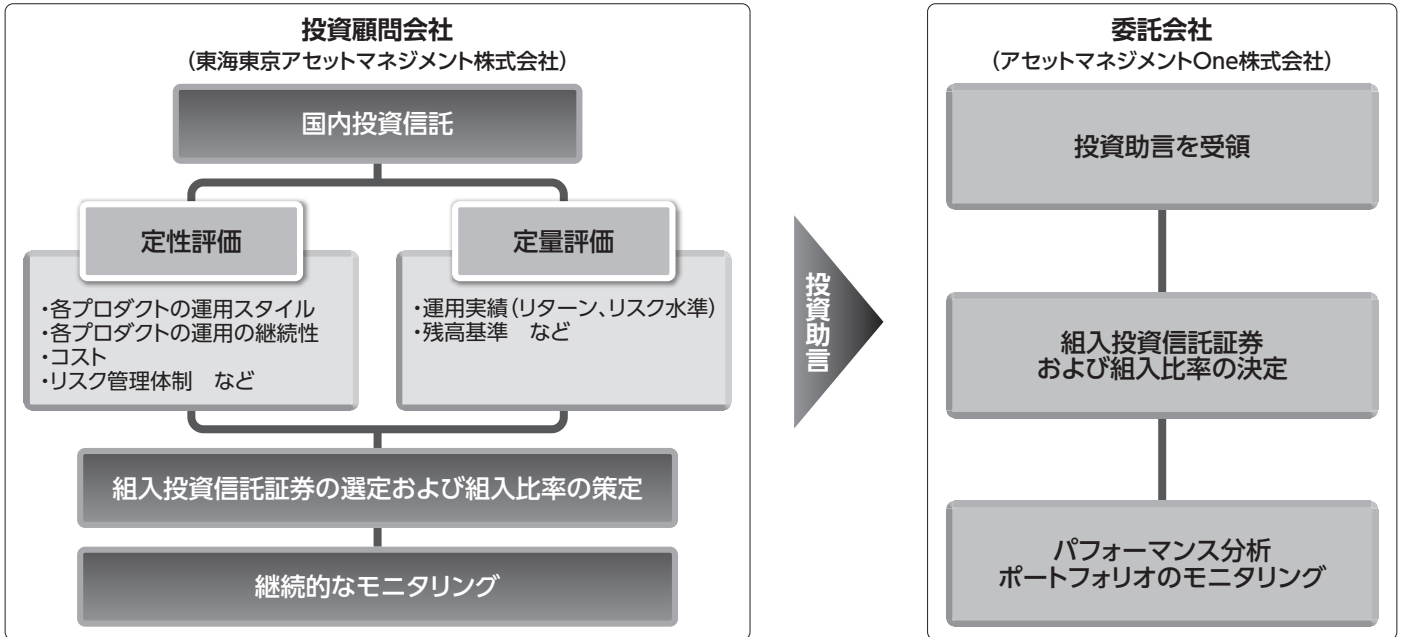 投資顧問会社
（東海東京アセットマネジメント株式会社）
国内投資信託
定性評価
・各プロダクトの運用スタイル
・各プロダクトの運用の継続性
・コスト
・リスク管理体制　など
定量評価
・運用実績（リターン、リスク水準）
・残高基準　など
組入投資信託証券の選定および組入比率の策定
継続的なモニタリング
投資助言
委託会社
（アセットマネジメントOne株式会社）
投資助言を受領
組入投資信託証券
および組入比率の決定
パフォーマンス分析
ポートフォリオのモニタリング